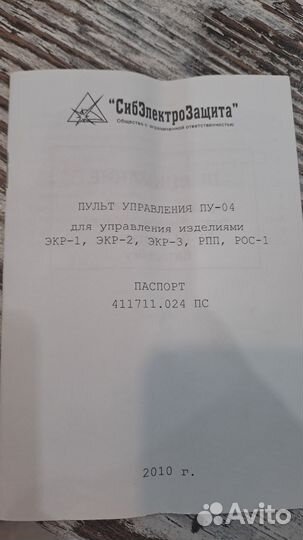 "СибЭлектроЗащита"
Общество с ограниченной ответственностью
ПУЛЬТ УПРАВЛЕНИЯ ПУ-04
для управления изделиями
ЭКР-1, ЭКР-2, ЭКР-3, РПП, РОС-1
ПАСПОРТ
411711.024 ПС
2010 г.
Avito